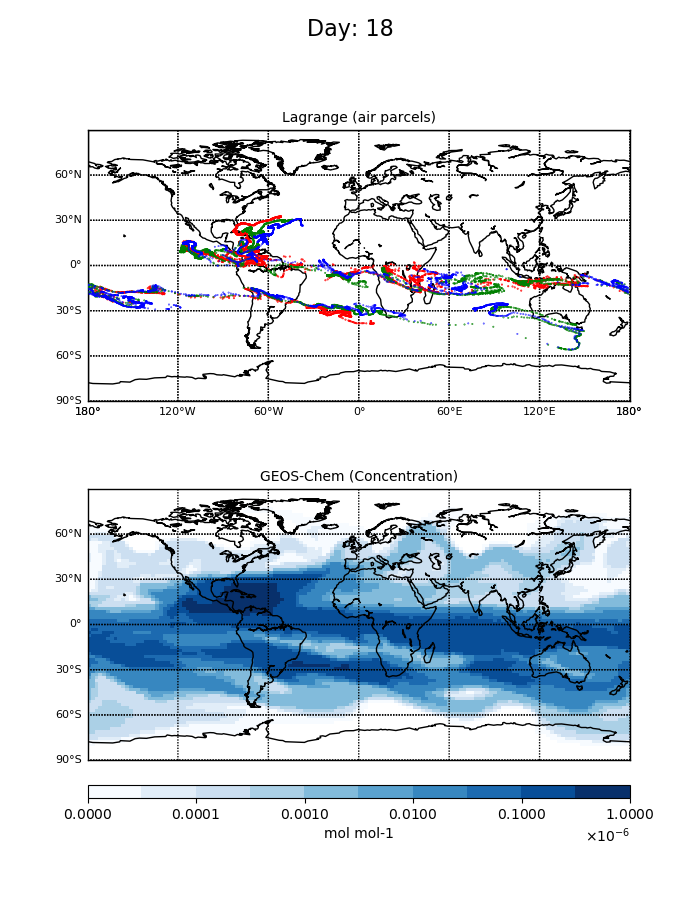 Day: 18
Lagrange (air parcels)
60°N
30°N
0°
30°S
60°S
90°S
180° 120°W 60°W 0° 60°E 120°E 180°
GEOS-Chem (Concentration)
60°N
30°N
0°
30°S
60°S
90°S
0.0000 0.0001 0.0010 0.0100 0.1000 1.0000
mol mol-1 ×10⁻⁶